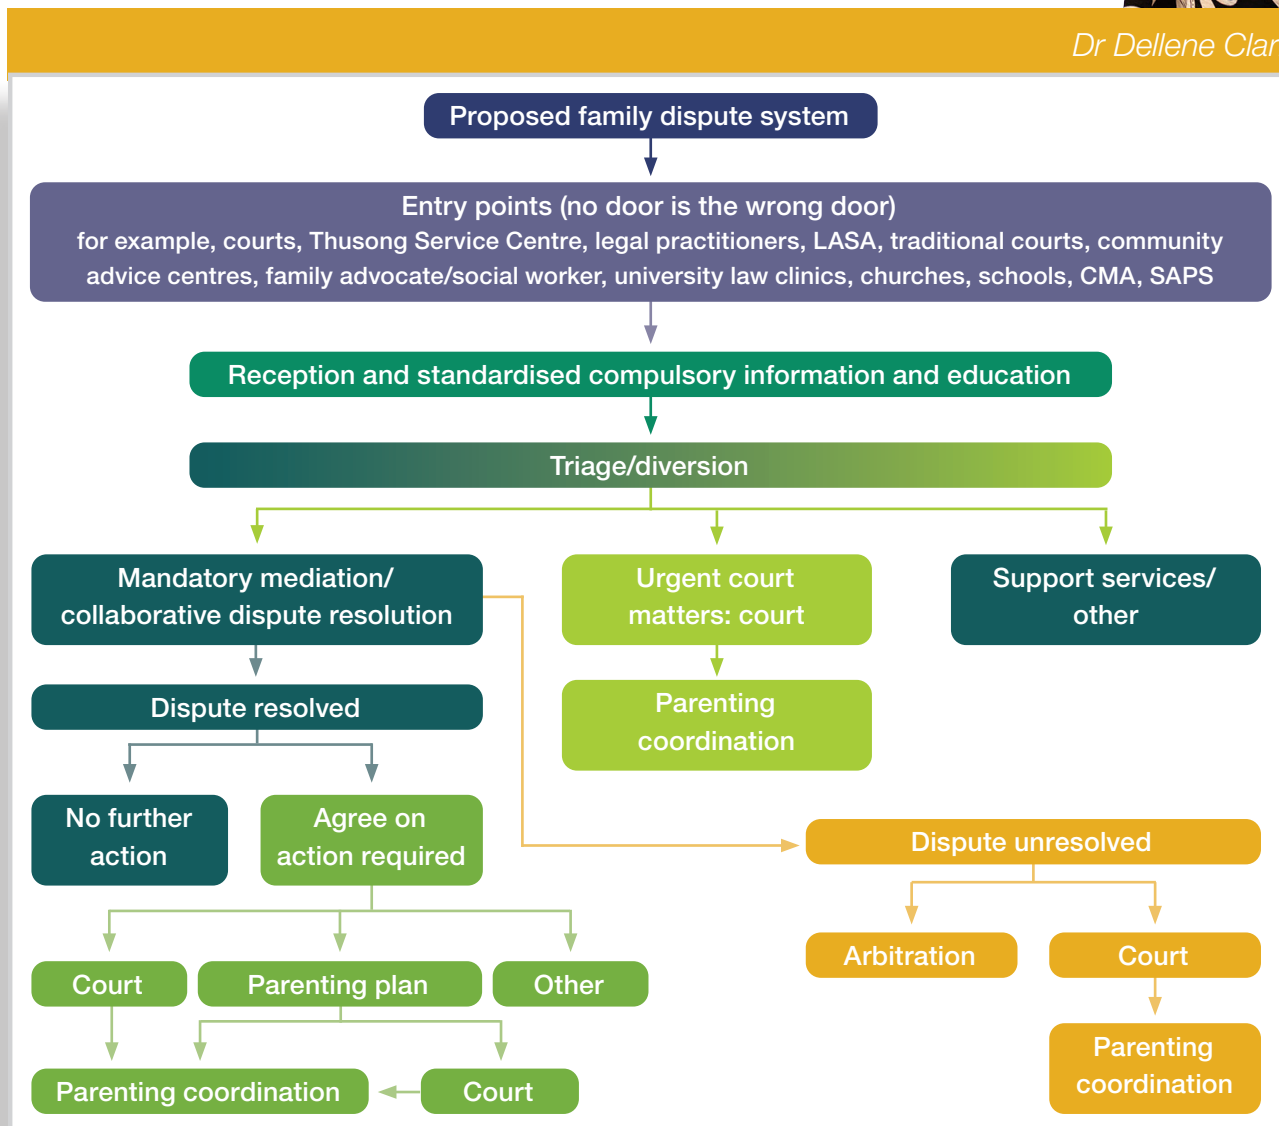 Dr Dellene Clar
Proposed family dispute system
Entry points (no door is the wrong door)
for example, courts, Thusong Service Centre, legal practitioners, LASA, traditional courts, community
advice centres, family advocate/social worker, university law clinics, churches, schools, CMA, SAPS
Reception and standardised compulsory information and education
Triage/diversion
Mandatory mediation/
collaborative dispute resolution
Urgent court
matters: court
Support services/
other
Dispute resolved
Parenting
coordination
No further
action
Agree on
action required
Dispute unresolved
Arbitration
Court
Court
Parenting plan
Other
Parenting
coordination
Parenting coordination
Court